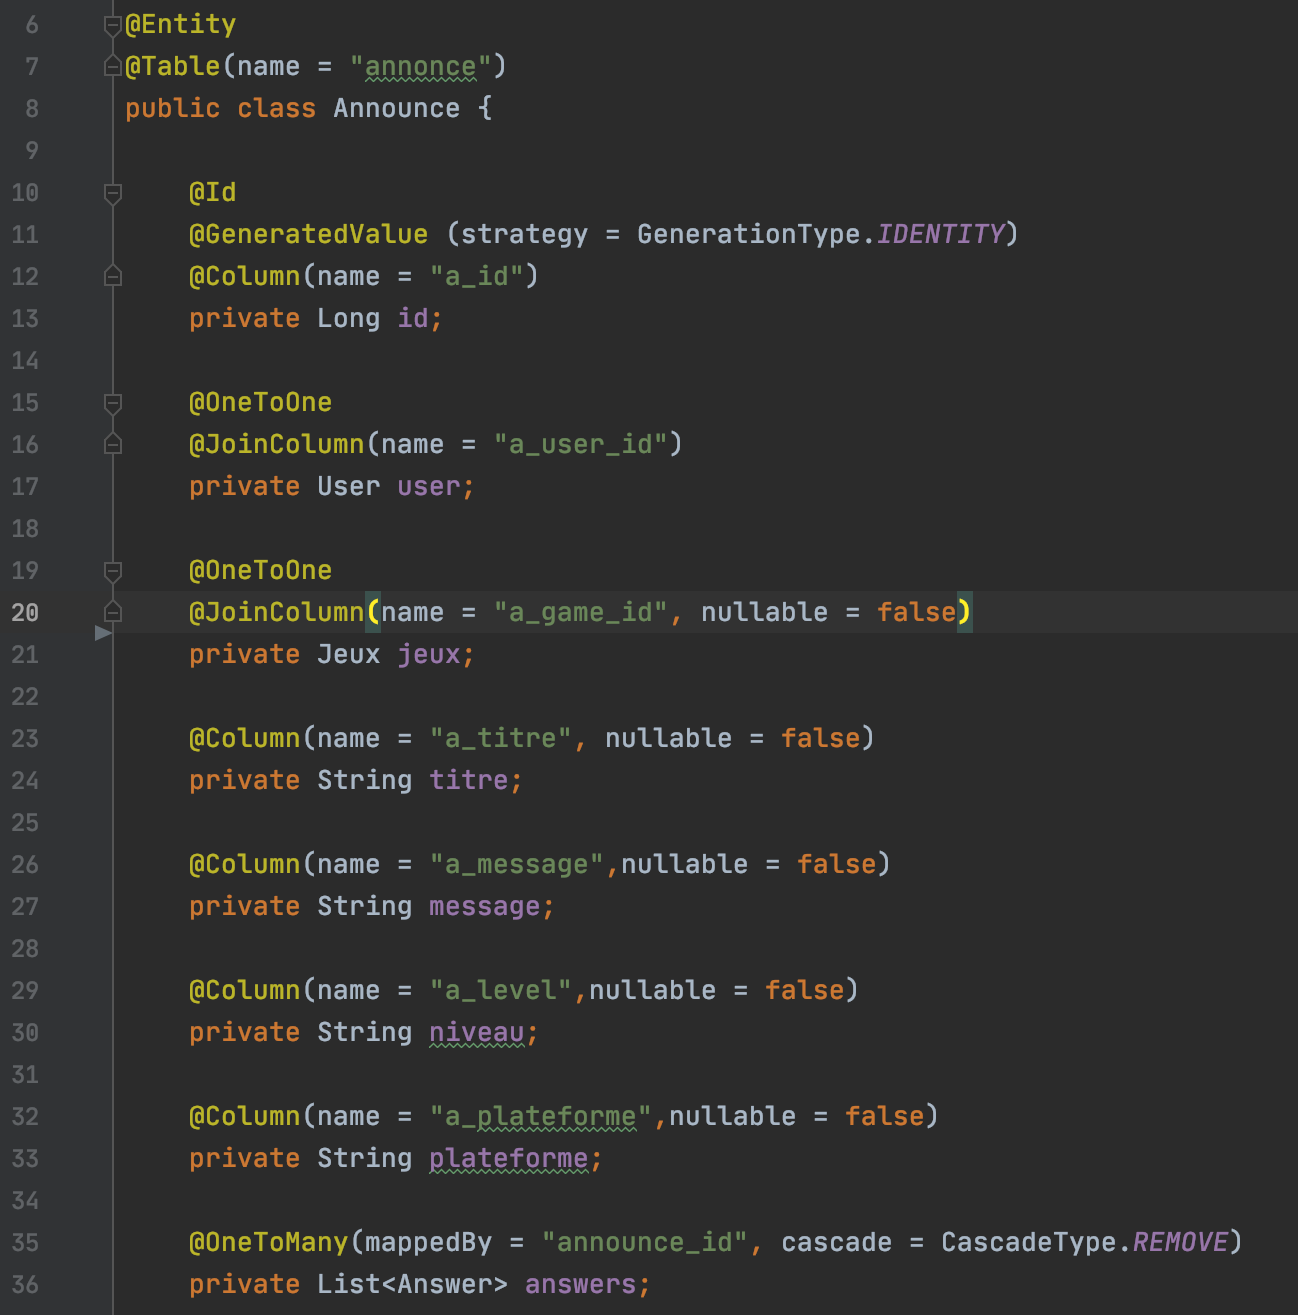 6 @Entity
7 @Table(name = "annonce")
8 public class Announce {
9
10 @Id
11 @GeneratedValue (strategy = GenerationType.IDENTITY)
12 @Column(name = "a_id")
13 private Long id;
14
15 @OneToOne
16 @JoinColumn(name = "a_user_id")
17 private User user;
18
19 @OneToOne
20 @JoinColumn(name = "a_game_id", nullable = false)
21 private Jeux jeux;
22
23 @Column(name = "a_titre", nullable = false)
24 private String titre;
25
26 @Column(name = "a_message",nullable = false)
27 private String message;
28
29 @Column(name = "a_level",nullable = false)
30 private String niveau;
31
32 @Column(name = "a_plateforme",nullable = false)
33 private String plateforme;
34
35 @OneToMany(mappedBy = "announce_id", cascade = CascadeType.REMOVE)
36 private List<Answer> answers;